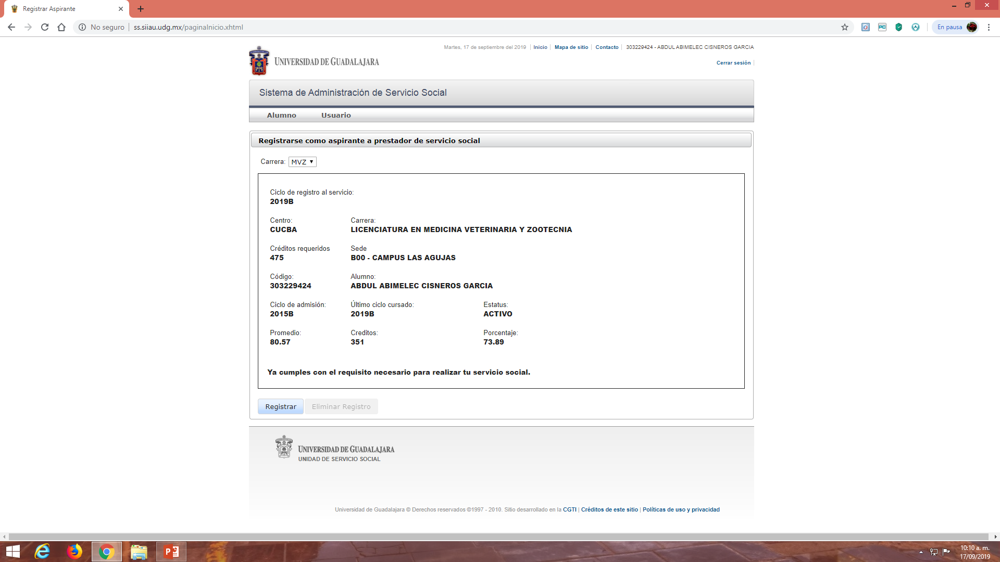 Registrar Aspirante
No seguro
ss.siiau.udg.mx/paginaInicio.xhtml
En pausa
Martes, 17 de septiembre del 2019 | Inicio | Mapa de sitio | Contacto | 303229424 - ABDUL ABIMELEC CISNEROS GARCIA
UNIVERSIDAD DE GUADALAJARA
Cerrar sesión
Sistema de Administración de Servicio Social
Alumno Usuario
Registrarse como aspirante a prestador de servicio social
Carrera: MVZ
Ciclo de registro al servicio:
2019B
Centro: Carrera:
CUCBA LICENCIATURA EN MEDICINA VETERINARIA Y ZOOTECNIA
Créditos requeridos Sede
475 B00 - CAMPUS LAS AGUJAS
Código: Alumno:
303229424 ABDUL ABIMELEC CISNEROS GARCIA
Ciclo de admisión: Último ciclo cursado: Estatus:
2015B 2019B ACTIVO
Promedio: Creditos: Porcentaje:
80.57 351 73.89
Ya cumples con el requisito necesario para realizar tu servicio social.
Registrar Eliminar Registro
UNIVERSIDAD DE GUADALAJARA
UNIDAD DE SERVICIO SOCIAL
Universidad de Guadalajara © Derechos reservados ©1997 - 2010. Sitio desarrollado en la CGTI | Créditos de este sitio | Políticas de uso y privacidad
10:10 a. m.
17/09/2019